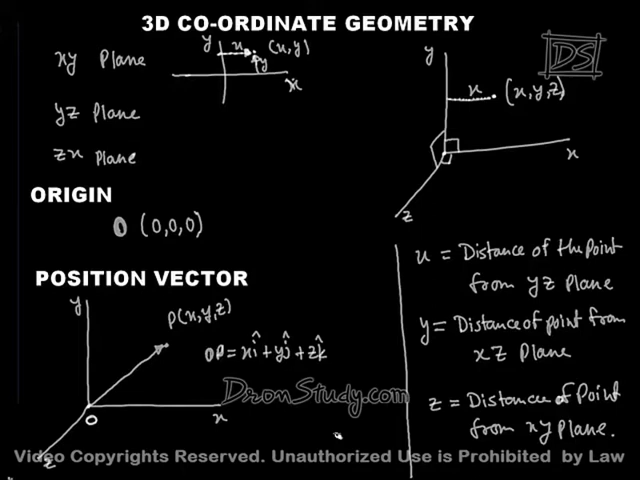 3D CO-ORDINATE GEOMETRY
xy Plane
y
x
(x,y)
y
x
yz Plane
zx Plane
DS
y
x
(x,y,z)
x
z
ORIGIN
O (0,0,0)
POSITION VECTOR
y
P(x,y,z)
OP = xî + yĵ + zk̂
O
x
z
x = Distance of the point
from yz Plane
y = Distance of point from
xz Plane
z = Distance of Point
from xy Plane.
DronStudy.com
Video Copyrights Reserved. Unauthorized Use is Prohibited by Law